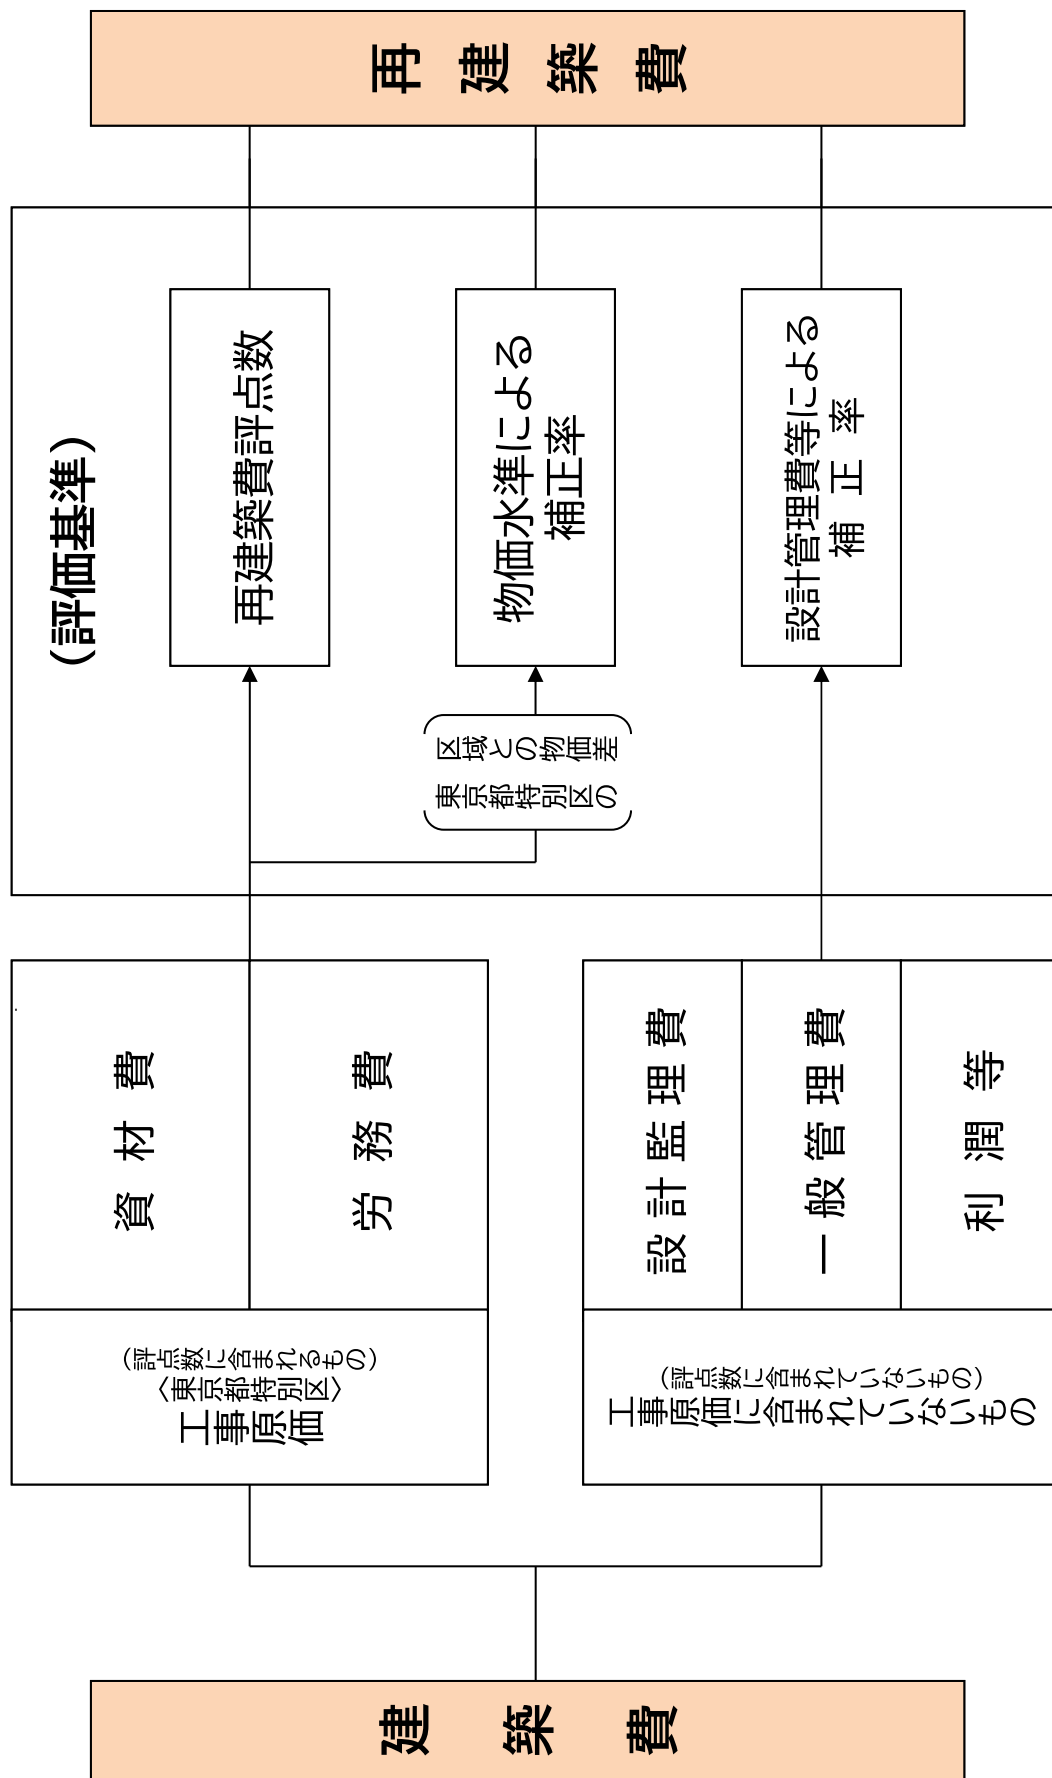 建築費
工事原価
〈東京都特別区〉
（評点数に含まれるもの）
資材費
労務費
工事原価に含まれていないもの
（評点数に含まれていないもの）
設計監理費
一般管理費
利潤等
（評価基準）
再建築費評点数
東京都特別区の
区域との物価差
物価水準による
補正率
設計管理費等による
補正率
再建築費